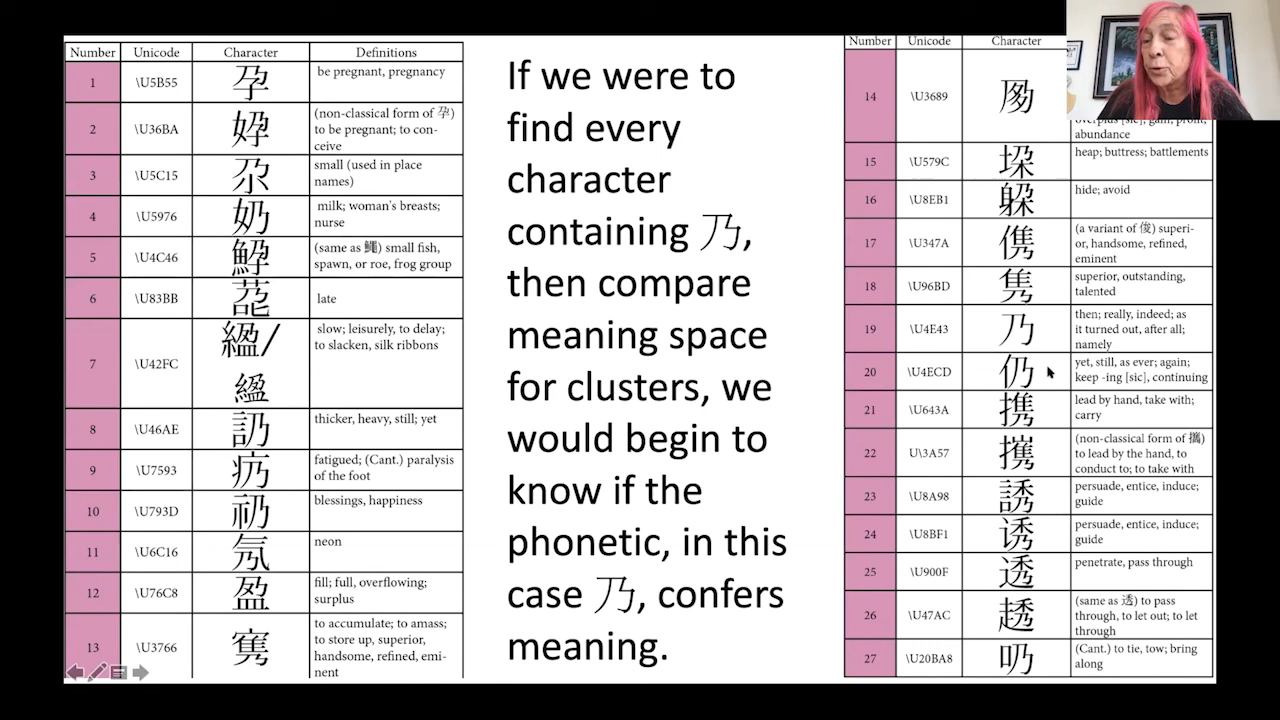 Number Unicode Character Definitions
1 \U5B55 孕 be pregnant, pregnancy
2 \U36BA 㚺 (non-classical form of 孕)
to be pregnant; to con-
ceive
3 \U5C15 尕 small (used in place
names)
4 \U5976 奶 milk; woman's breasts;
nurse
5 \U4C46 䱆 (same as 鱦) small fish,
spawn, or roe, frog group
6 \U83BB late
7 \U42FC 䋼/ slow; leisurely, to delay;
to slacken, silk ribbons
8 \U46AE 䚮 thicker, heavy, still; yet
9 \U7593 疓 fatigued; (Cant.) paralysis
of the foot
10 \U793D 礽 blessings, happiness
11 \U6C16 氖 neon
12 \U76C8 盈 fill; full, overflowing;
surplus
13 \U3766 㝦 to accumulate; to amass;
to store up, superior,
handsome, refined, emi-
nent
If we were to
find every
character
containing 乃,
then compare
meaning space
for clusters, we
would begin to
know if the
phonetic, in this
case 乃, confers
meaning.
Number Unicode Character
14 \U3689 㚉
abundance
15 \U579C 垜 heap; buttress; battlements
16 \U8EB1 躱 hide; avoid
17 \U347A 㑺 (a variant of 俊) superi-
or, handsome, refined,
eminent
18 \U96BD 隽 superior, outstanding,
talented
19 \U4E43 乃 then; really, indeed; as
it turned out, after all;
namely
20 \U4ECD 仍 yet, still, as ever; again;
keep -ing [sic], continuing
21 \U643A 携 lead by hand, take with;
carry
22 U\3A57 㩗 (non-classical form of 攜)
to lead by the hand, to
conduct to; to take with
23 \U8A98 誘 persuade, entice, induce;
guide
24 \U8BF1 诱 persuade, entice, induce;
guide
25 \U900F 透 penetrate, pass through
26 \U47AC 䞬 (same as 透) to pass
through, to let out; to let
through
27 \U20BA8 𠮨 (Cant.) to tie, tow; bring
along